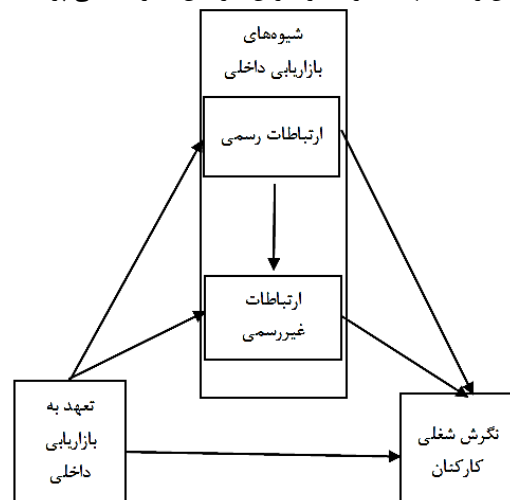 شیوه‌های
بازاریابی داخلی
ارتباطات رسمی
ارتباطات
غیررسمی
تعهد به
بازاریابی
داخلی
نگرش شغلی
کارکنان